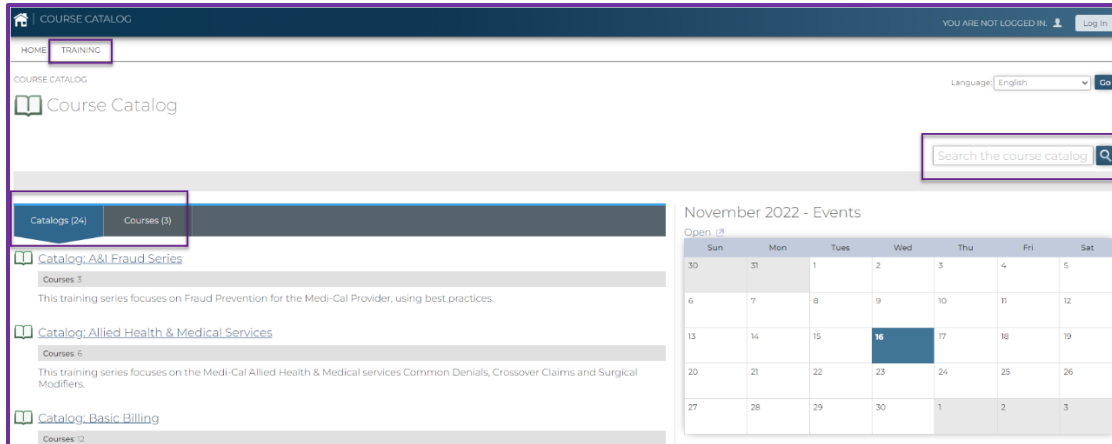 COURSE CATALOG
YOU ARE NOT LOGGED IN.
Log In
HOME TRAINING
COURSE CATALOG
Language: English
Go
Course Catalog
Search the course catalog
Catalogs (24) Courses (3)
Catalog: A&I Fraud Series
Courses: 3
This training series focuses on Fraud Prevention for the Medi-Cal Provider, using best practices.
Catalog: Allied Health & Medical Services
Courses: 6
This training series focuses on the Medi-Cal Allied Health & Medical services Common Denials, Crossover Claims and Surgical
Modifiers.
Catalog: Basic Billing
Courses: 12
November 2022 - Events
Open
Sun Mon Tues Wed Thu Fri Sat
30 31 1 2 3 4 5
6 7 8 9 10 11 12
13 14 15 16 17 18 19
20 21 22 23 24 25 26
27 28 29 30 1 2 3